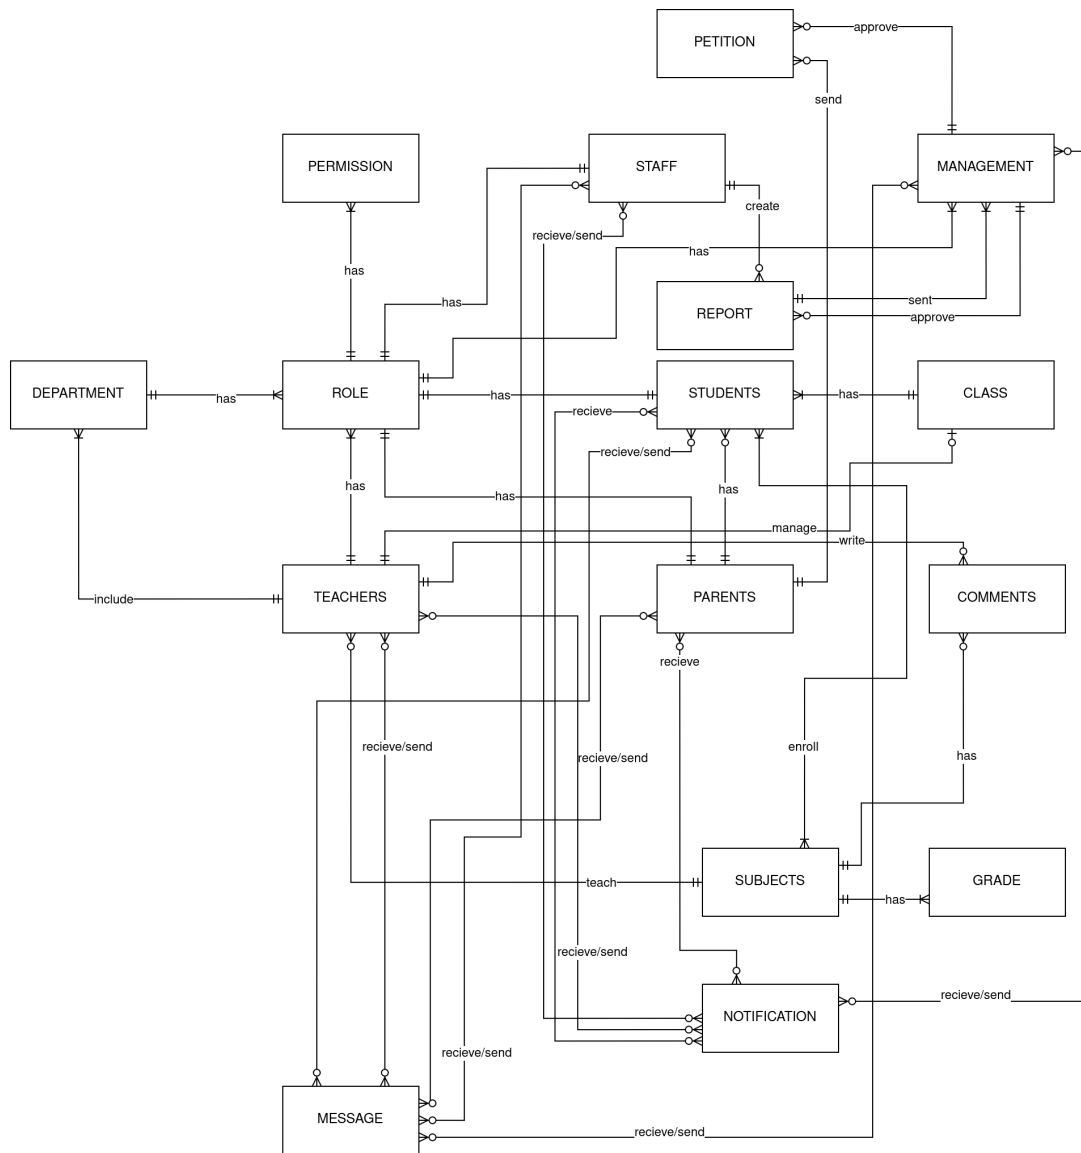 PETITION
approve
send
PERMISSION
STAFF
MANAGEMENT
create
recieve/send
has
has
has
sent
REPORT
approve
DEPARTMENT
has
ROLE
has
STUDENTS
has
CLASS
recieve
recieve/send
has
has
has
manage
write
include
TEACHERS
PARENTS
COMMENTS
recieve
recieve/send
enroll
recieve/send
has
teach
SUBJECTS
GRADE
has
recieve/send
recieve/send
NOTIFICATION
recieve/send
MESSAGE
recieve/send